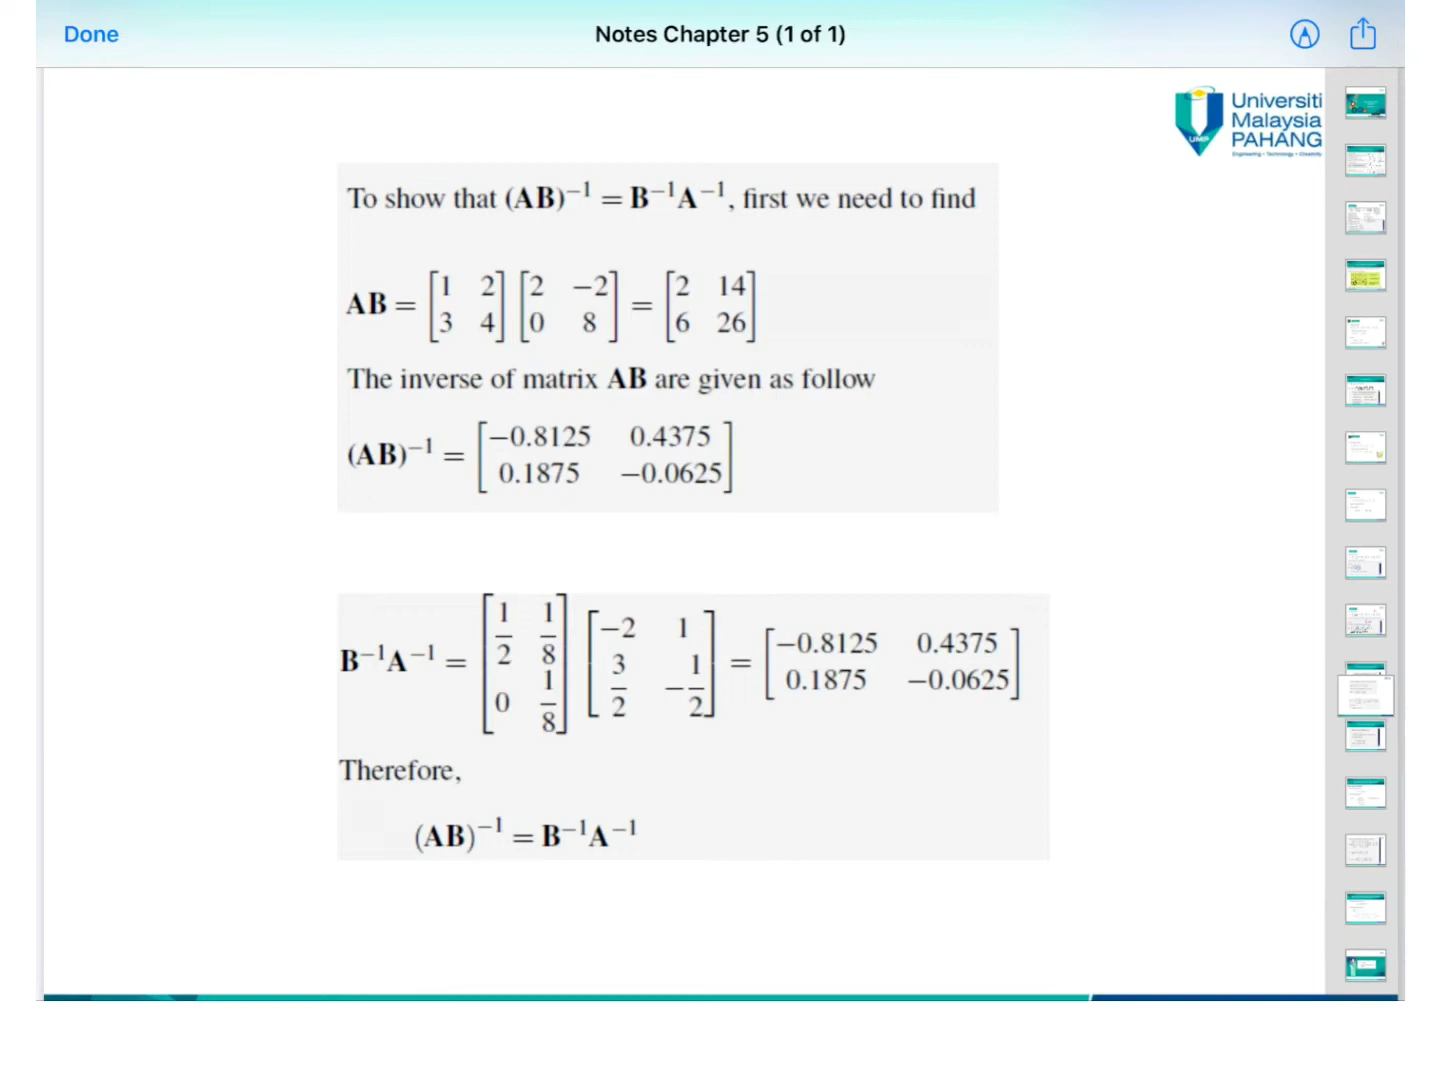 Done
Notes Chapter 5 (1 of 1)
Universiti
Malaysia
PAHANG
Engineering • Technology • Creativity
UMP
To show that (AB)⁻¹ = B⁻¹A⁻¹, first we need to find
AB = [1 2; 3 4] [2 −2; 0 8] = [2 14; 6 26]
The inverse of matrix AB are given as follow
(AB)⁻¹ = [−0.8125 0.4375; 0.1875 −0.0625]
B⁻¹A⁻¹ = [1/2 1/8; 0 1/8] [−2 1; 3/2 −1/2] = [−0.8125 0.4375; 0.1875 −0.0625]
Therefore,
(AB)⁻¹ = B⁻¹A⁻¹